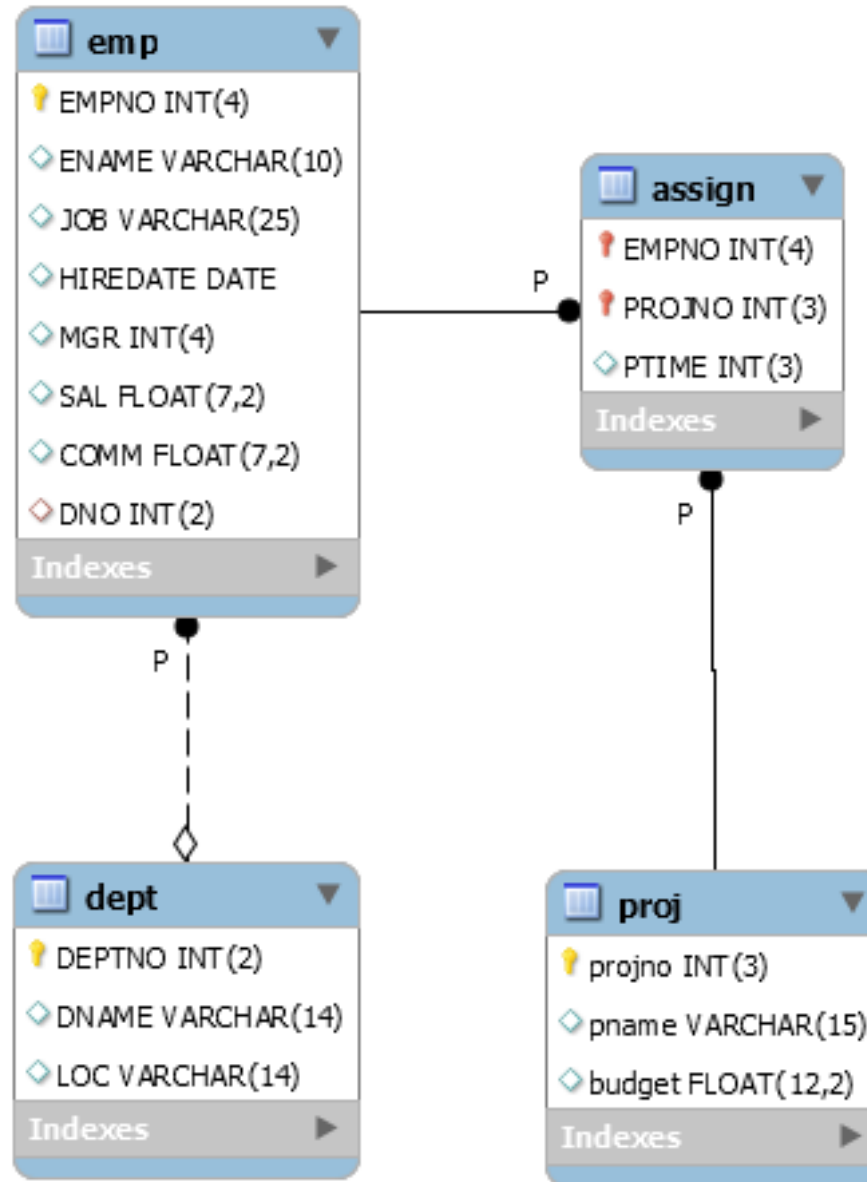 emp
EMPNO INT(4)
ENAME VARCHAR(10)
JOB VARCHAR(25)
HIREDATE DATE
MGR INT(4)
SAL FLOAT(7,2)
COMM FLOAT(7,2)
DNO INT(2)
Indexes
P
assign
EMPNO INT(4)
PROJNO INT(3)
PTIME INT(3)
Indexes
P
P
dept
DEPTNO INT(2)
DNAME VARCHAR(14)
LOC VARCHAR(14)
Indexes
proj
projno INT(3)
pname VARCHAR(15)
budget FLOAT(12,2)
Indexes